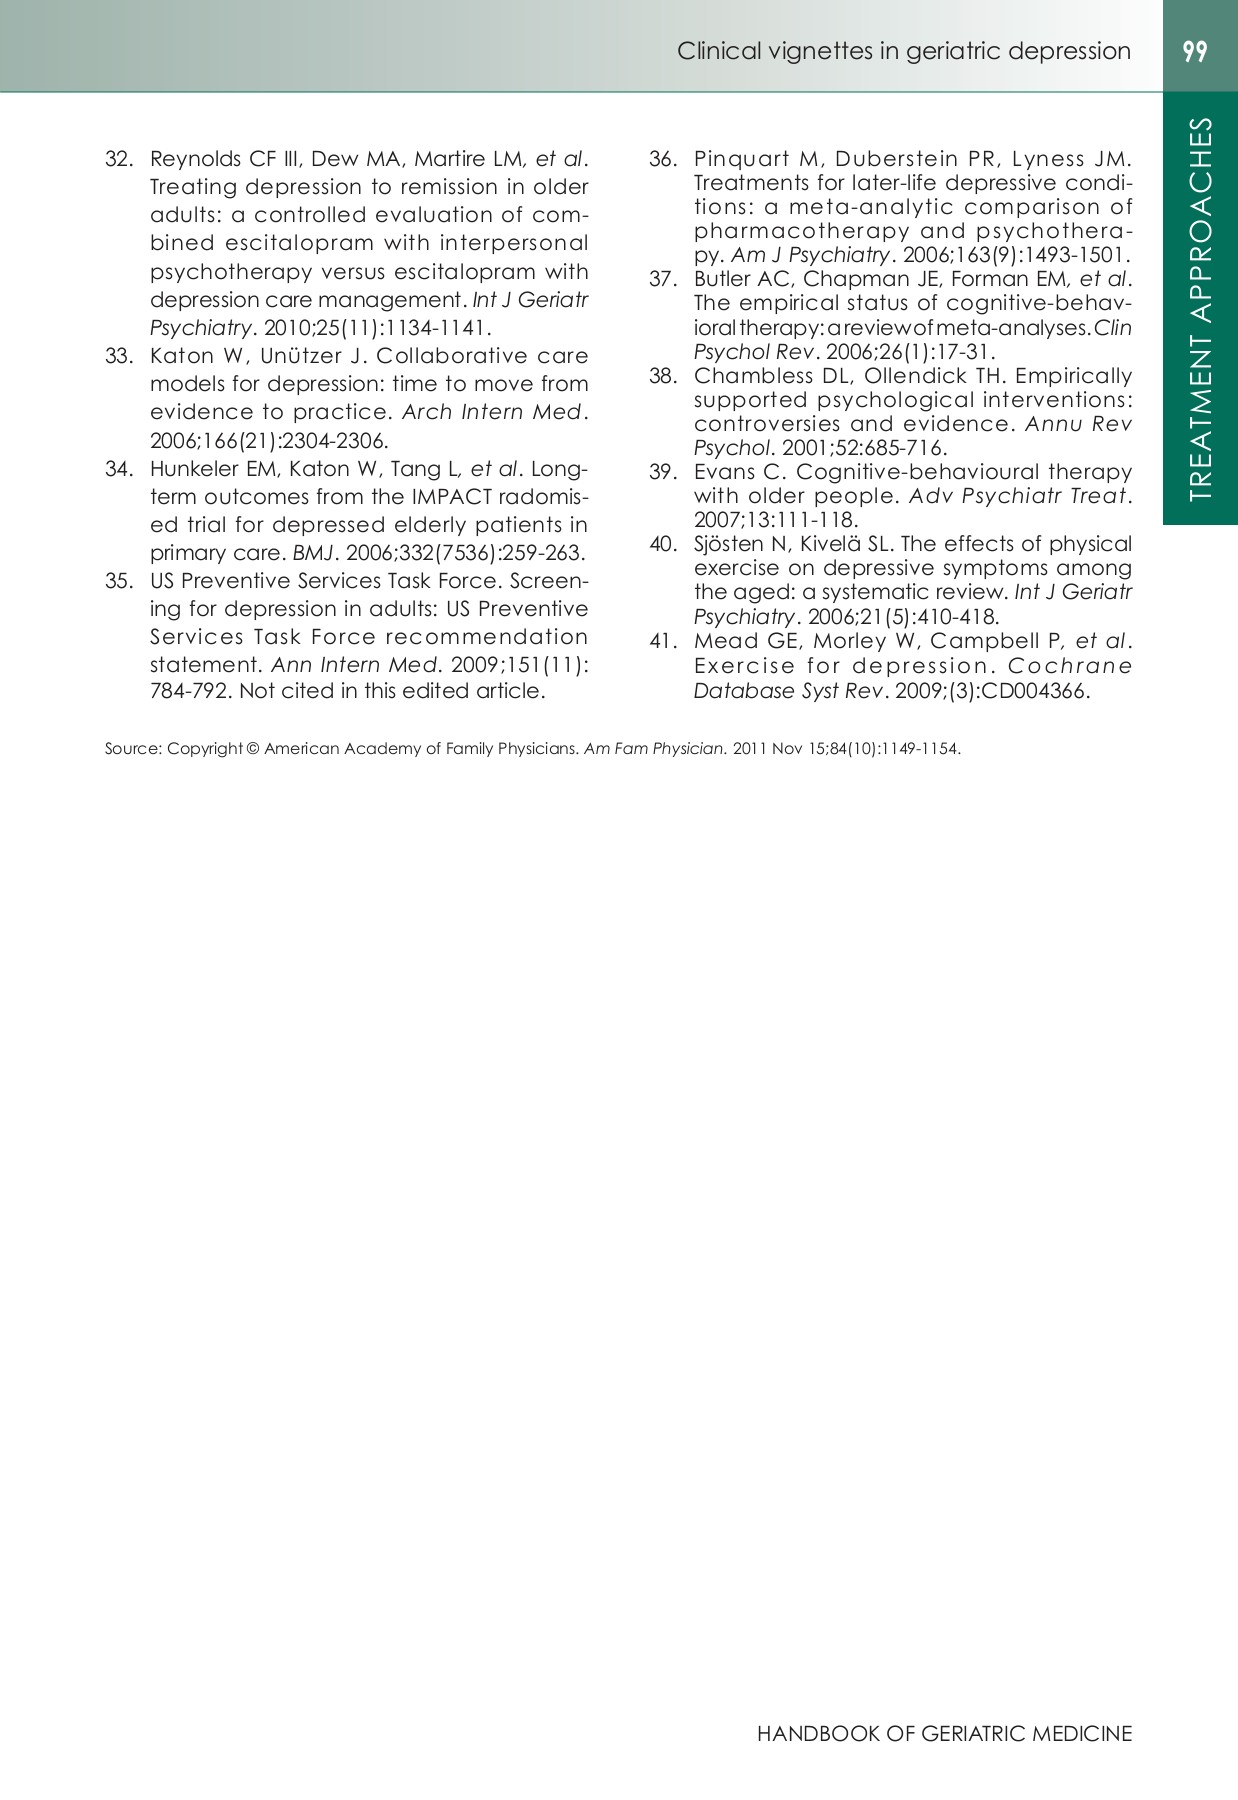 Clinical vignettes in geriatric depression
99
TREATMENT APPROACHES
32. Reynolds CF III, Dew MA, Martire LM, et al.
Treating depression to remission in older
adults: a controlled evaluation of com-
bined escitalopram with interpersonal
psychotherapy versus escitalopram with
depression care management. Int J Geriatr
Psychiatry. 2010;25(11):1134-1141.
33. Katon W, Unützer J. Collaborative care
models for depression: time to move from
evidence to practice. Arch Intern Med.
2006;166(21):2304-2306.
34. Hunkeler EM, Katon W, Tang L, et al. Long-
term outcomes from the IMPACT radomis-
ed trial for depressed elderly patients in
primary care. BMJ. 2006;332(7536):259-263.
35. US Preventive Services Task Force. Screen-
ing for depression in adults: US Preventive
Services Task Force recommendation
statement. Ann Intern Med. 2009;151(11):
784-792. Not cited in this edited article.
36. Pinquart M, Duberstein PR, Lyness JM.
Treatments for later-life depressive condi-
tions: a meta-analytic comparison of
pharmacotherapy and psychothera-
py. Am J Psychiatry. 2006;163(9):1493-1501.
37. Butler AC, Chapman JE, Forman EM, et al.
The empirical status of cognitive-behav-
ioral therapy: a review of meta-analyses. Clin
Psychol Rev. 2006;26(1):17-31.
38. Chambless DL, Ollendick TH. Empirically
supported psychological interventions:
controversies and evidence. Annu Rev
Psychol. 2001;52:685-716.
39. Evans C. Cognitive-behavioural therapy
with older people. Adv Psychiatr Treat.
2007;13:111-118.
40. Sjösten N, Kivelä SL. The effects of physical
exercise on depressive symptoms among
the aged: a systematic review. Int J Geriatr
Psychiatry. 2006;21(5):410-418.
41. Mead GE, Morley W, Campbell P, et al.
Exercise for depression. Cochrane
Database Syst Rev. 2009;(3):CD004366.
Source: Copyright © American Academy of Family Physicians. Am Fam Physician. 2011 Nov 15;84(10):1149-1154.
HANDBOOK OF GERIATRIC MEDICINE